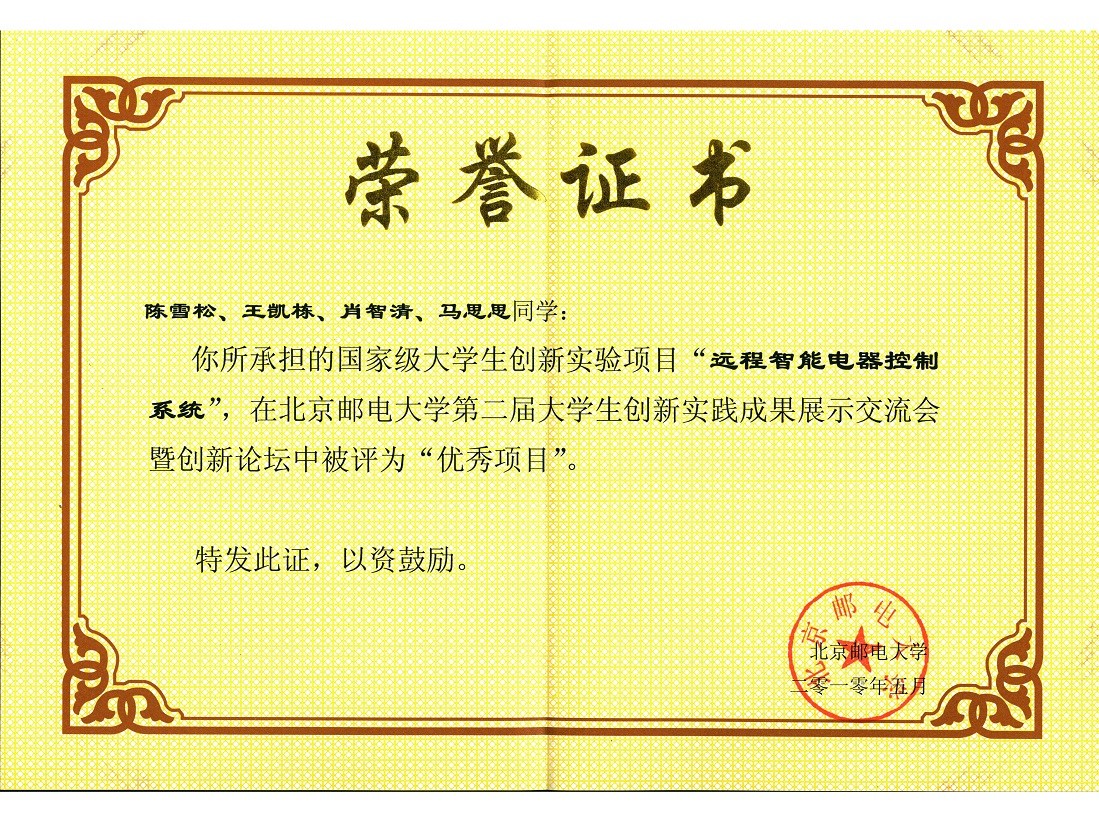 荣誉证书
陈雪松、王凯栋、肖智清、马思思同学：
你所承担的国家级大学生创新实验项目“远程智能电器控制
系统”，在北京邮电大学第二届大学生创新实践成果展示交流会
暨创新论坛中被评为“优秀项目”。
特发此证，以资鼓励。
北京邮电大学
北京邮电大学
二零一零年五月